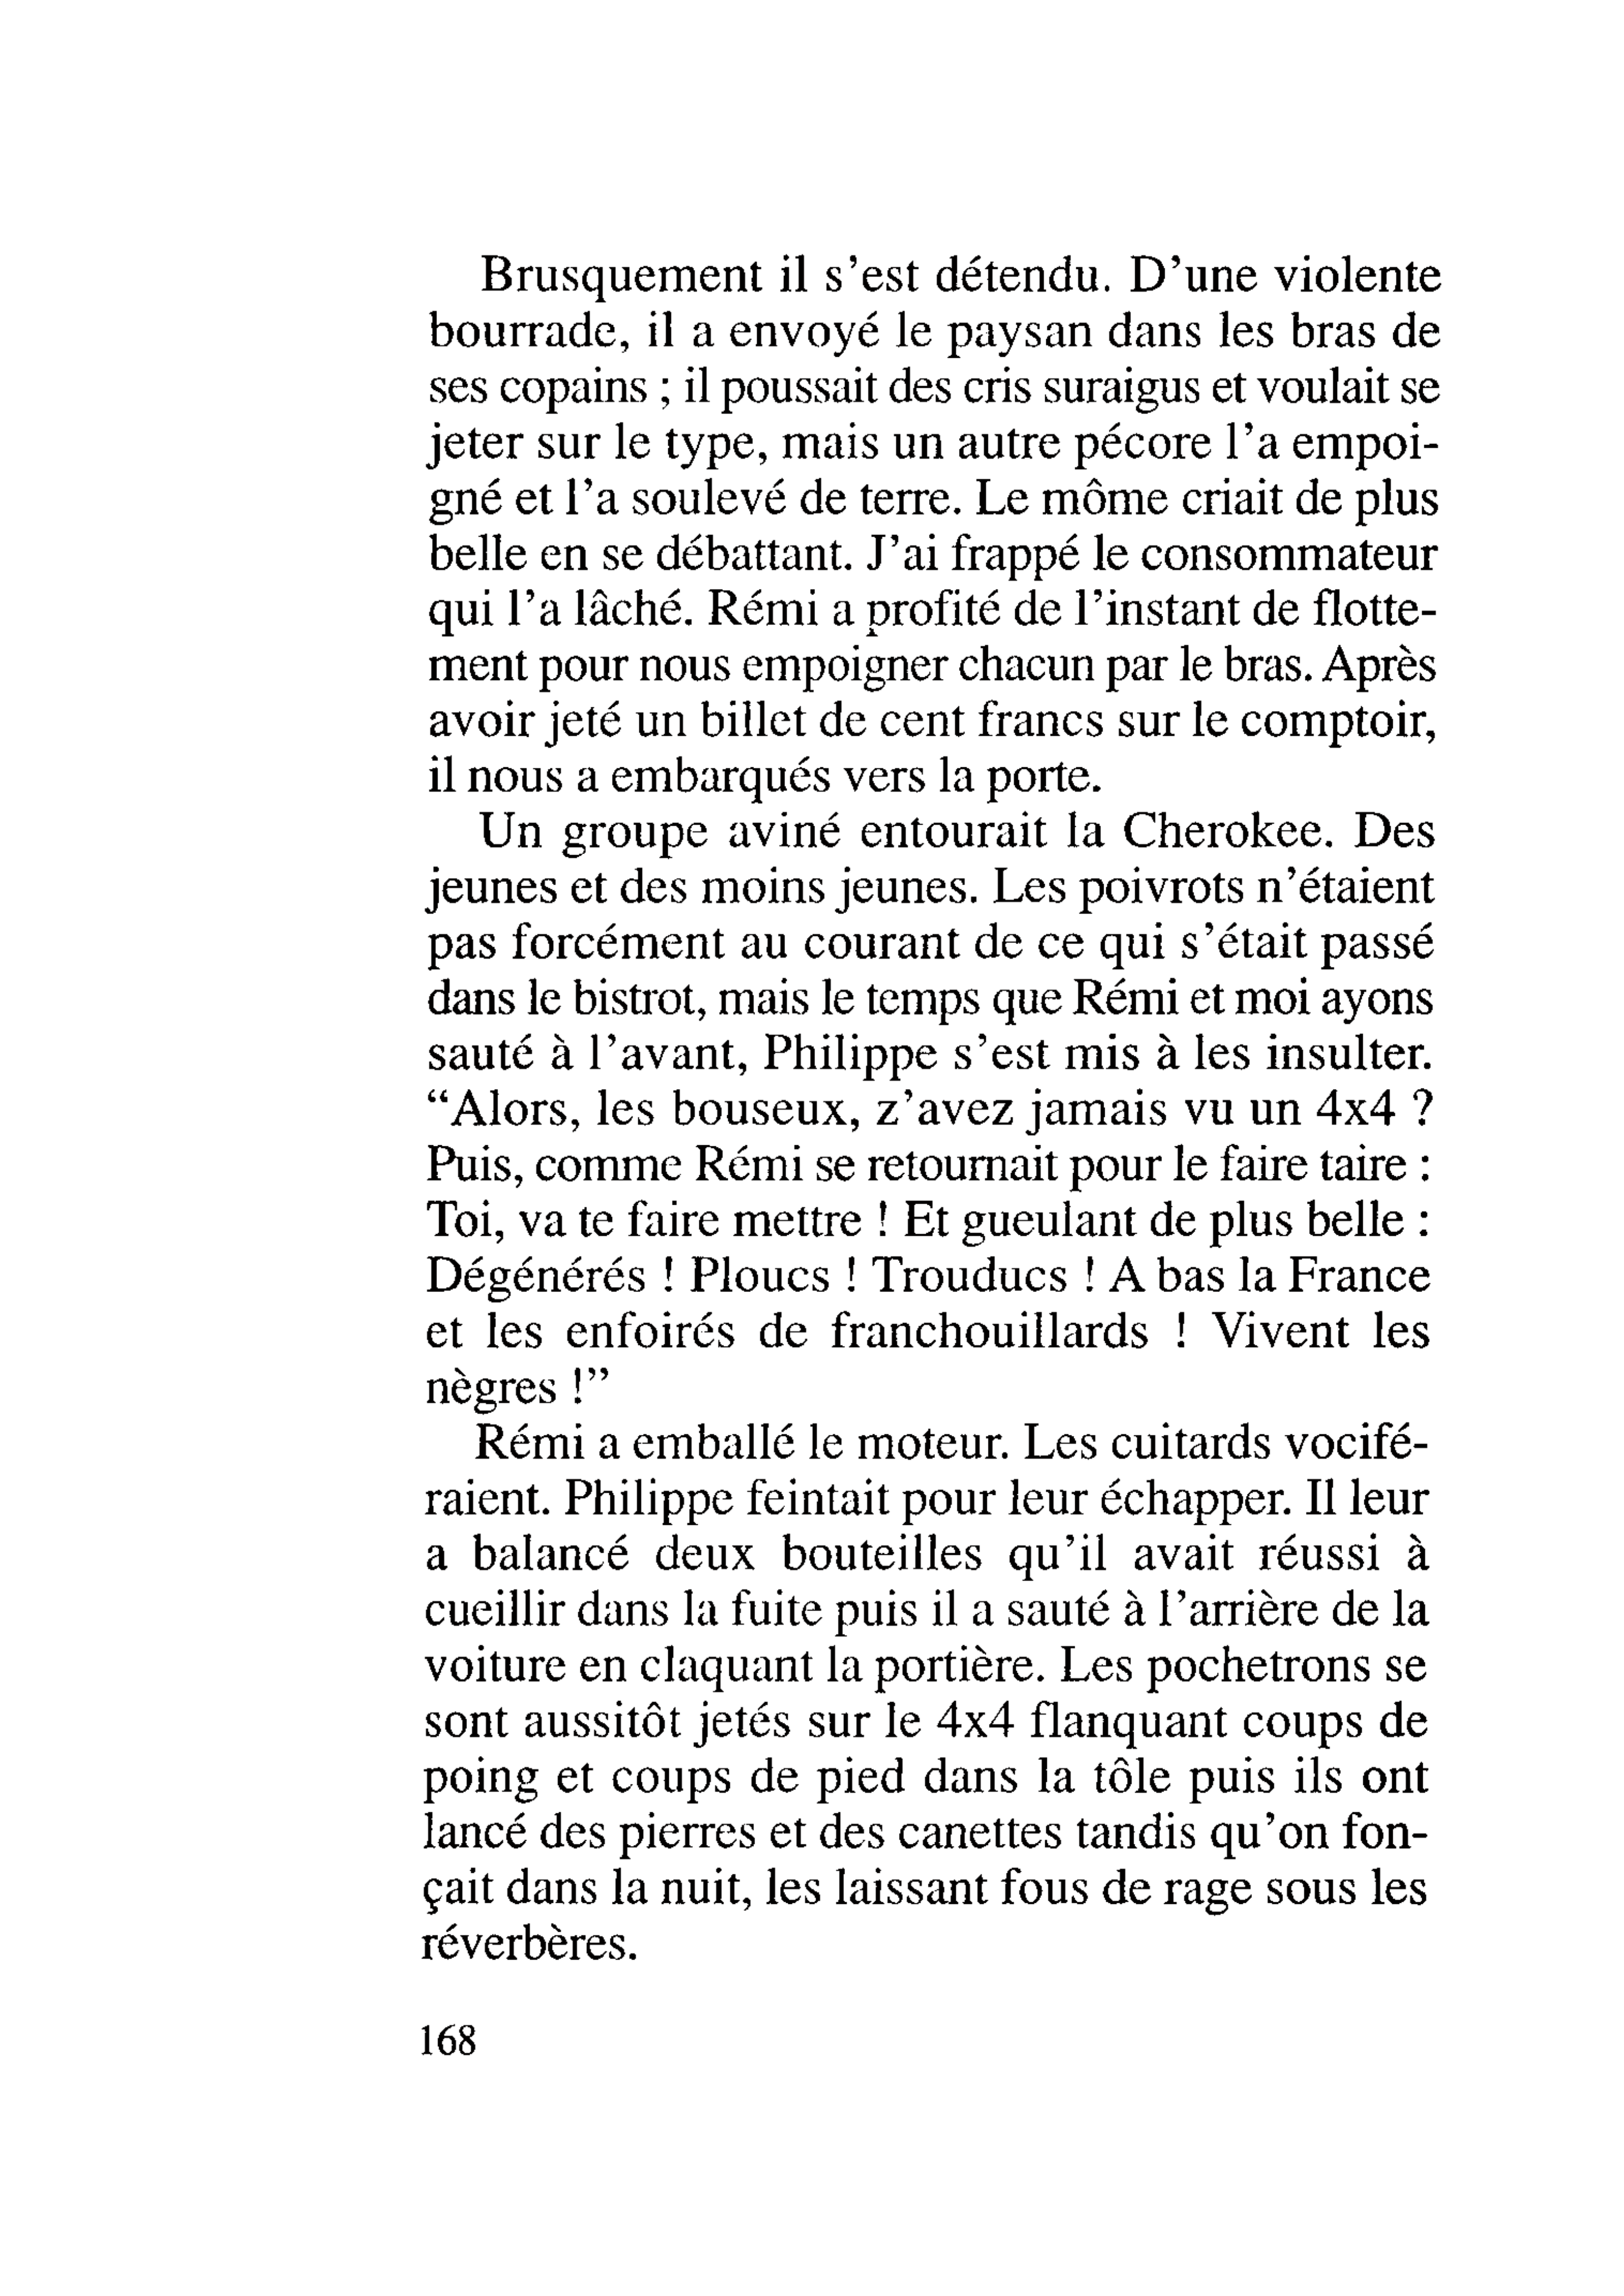 Brusquement il s'est détendu. D'une violente
bourrade, il a envoyé le paysan dans les bras de
ses copains ; il poussait des cris suraigus et voulait se
jeter sur le type, mais un autre pécore l'a empoi-
gné et l'a soulevé de terre. Le môme criait de plus
belle en se débattant. J'ai frappé le consommateur
qui l'a lâché. Rémi a profité de l'instant de flotte-
ment pour nous empoigner chacun par le bras. Après
avoir jeté un billet de cent francs sur le comptoir,
il nous a embarqués vers la porte.
Un groupe aviné entourait la Cherokee. Des
jeunes et des moins jeunes. Les poivrots n'étaient
pas forcément au courant de ce qui s'était passé
dans le bistrot, mais le temps que Rémi et moi ayons
sauté à l'avant, Philippe s'est mis à les insulter.
“Alors, les bouseux, z'avez jamais vu un 4x4 ?
Puis, comme Rémi se retournait pour le faire taire :
Toi, va te faire mettre ! Et gueulant de plus belle :
Dégénérés ! Ploucs ! Trouducs ! A bas la France
et les enfoirés de franchouillards ! Vivent les
nègres !”
Rémi a emballé le moteur. Les cuitards vocifé-
raient. Philippe feintait pour leur échapper. Il leur
a balancé deux bouteilles qu'il avait réussi à
cueillir dans la fuite puis il a sauté à l'arrière de la
voiture en claquant la portière. Les pochetrons se
sont aussitôt jetés sur le 4x4 flanquant coups de
poing et coups de pied dans la tôle puis ils ont
lancé des pierres et des canettes tandis qu'on fon-
çait dans la nuit, les laissant fous de rage sous les
réverbères.
168